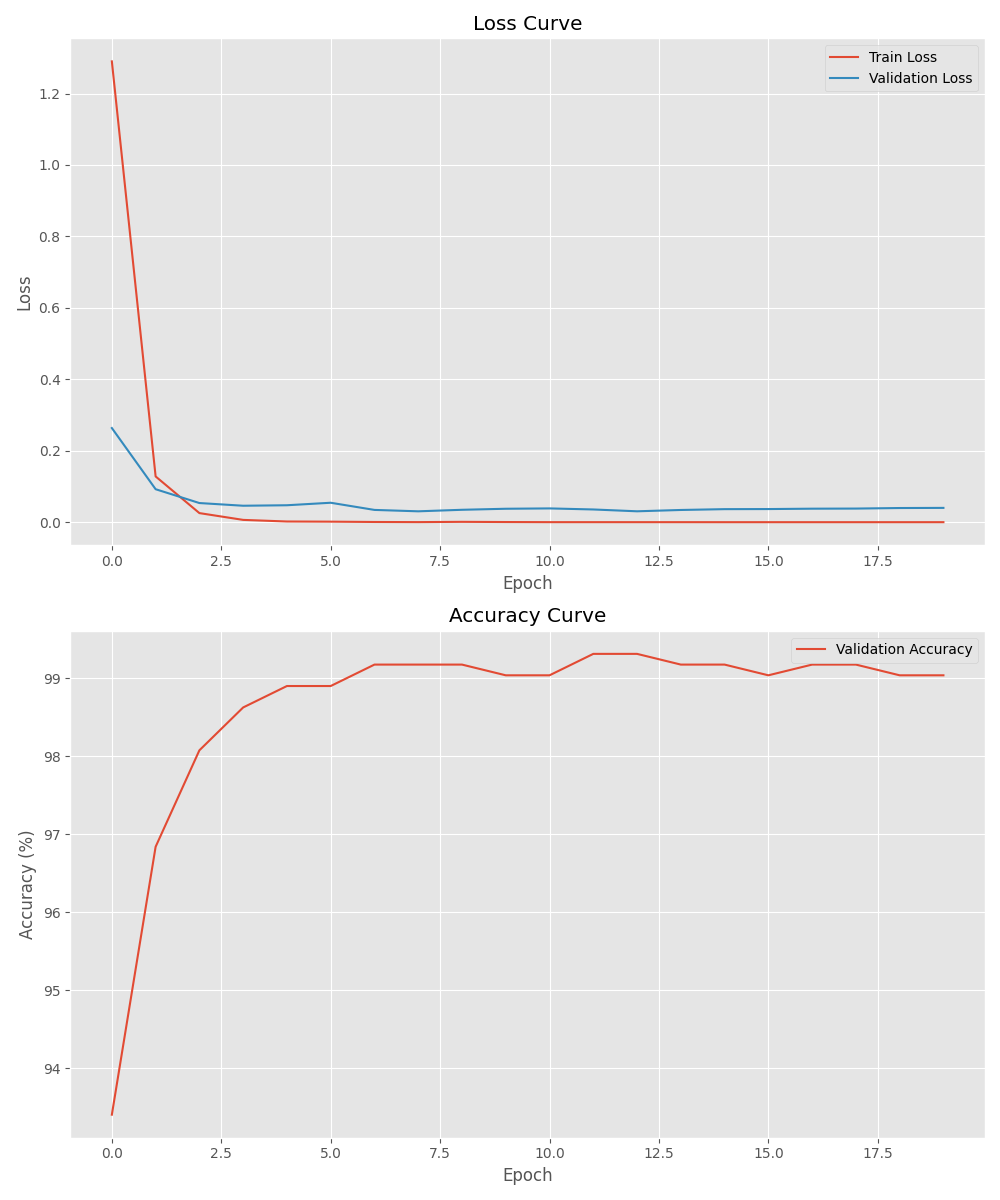 Loss Curve
Train Loss
Validation Loss
1.2
1.0
0.8
0.6
0.4
0.2
0.0
Loss
0.0 2.5 5.0 7.5 10.0 12.5 15.0 17.5
Epoch
Accuracy Curve
Validation Accuracy
99
98
97
96
95
94
Accuracy (%)
0.0 2.5 5.0 7.5 10.0 12.5 15.0 17.5
Epoch